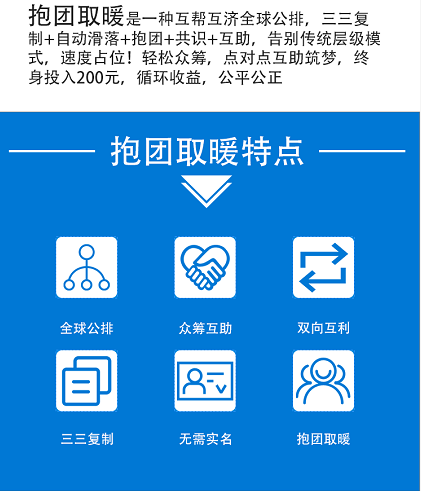 抱团取暖是一种互帮互济全球公排，三三复
制+自动滑落+抱团+共识+互助，告别传统层级模
式，速度占位！轻松众筹，点对点互助筑梦，终
身投入200元，循环收益，公平公正
抱团取暖特点
全球公排
众筹互助
双向互利
三三复制
无需实名
抱团取暖